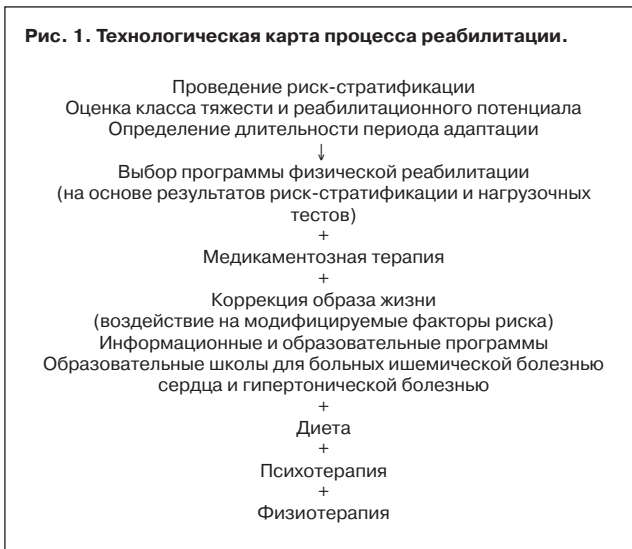 Рис. 1. Технологическая карта процесса реабилитации.
Проведение риск-стратификации
Оценка класса тяжести и реабилитационного потенциала
Определение длительности периода адаптации
↓
Выбор программы физической реабилитации
(на основе результатов риск-стратификации и нагрузочных
тестов)
+
Медикаментозная терапия
+
Коррекция образа жизни
(воздействие на модифицируемые факторы риска)
Информационные и образовательные программы
Образовательные школы для больных ишемической болезнью
сердца и гипертонической болезнью
+
Диета
+
Психотерапия
+
Физиотерапия